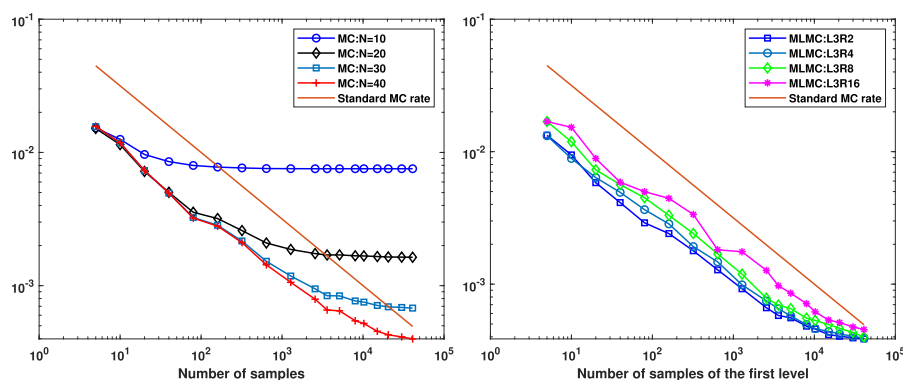 10^-1
10^-2
10^-3
10^0 10^1 10^2 10^3 10^4 10^5
Number of samples
MC:N=10
MC:N=20
MC:N=30
MC:N=40
Standard MC rate
10^-1
10^-2
10^-3
10^0 10^1 10^2 10^3 10^4 10^5
Number of samples of the first level
MLMC:L3R2
MLMC:L3R4
MLMC:L3R8
MLMC:L3R16
Standard MC rate